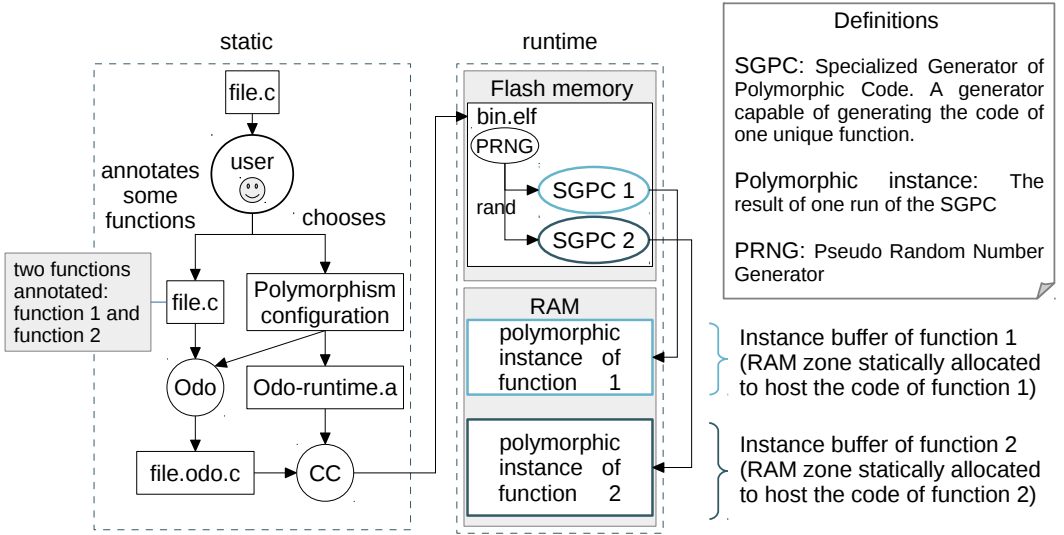 static
file.c
user
annotates
some
functions
chooses
two functions
annotated:
function 1 and
function 2
file.c
Polymorphism
configuration
Odo
Odo-runtime.a
file.odo.c
CC
runtime
Flash memory
bin.elf
PRNG
SGPC 1
rand
SGPC 2
RAM
polymorphic
instance of
function 1
polymorphic
instance of
function 2
Definitions
SGPC: Specialized Generator of
Polymorphic Code. A generator
capable of generating the code of
one unique function.
Polymorphic instance: The
result of one run of the SGPC
PRNG: Pseudo Random Number
Generator
Instance buffer of function 1
(RAM zone statically allocated
to host the code of function 1)
Instance buffer of function 2
(RAM zone statically allocated
to host the code of function 2)